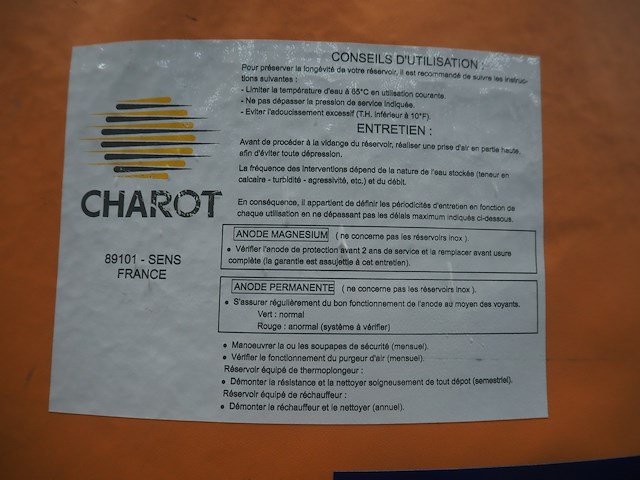 CHAROT
89101 - SENS
FRANCE
CONSEILS D'UTILISATION :
Pour préserver la longévité de votre réservoir, il est recommandé de suivre les instruc-
tions suivantes :
- Limiter la température d'eau à 65°C en utilisation courante.
- Ne pas dépasser la pression de service indiquée.
- Eviter l'adoucissement excessif (T.H. inférieur à 10°F).
ENTRETIEN :
Avant de procéder à la vidange du réservoir, réaliser une prise d'air en partie haute
afin d'éviter toute dépression.
La fréquence des interventions dépend de la nature de l'eau stockée (teneur en
calcaire - turbidité - agressivité, etc.) et du débit.
En conséquence, il appartient de définir les périodicités d'entretien en fonction de
chaque utilisation en ne dépassant pas les délais maximum indiqués ci-dessous.
ANODE MAGNESIUM ( ne concerne pas les réservoirs inox ).
• Vérifier l'anode de protection avant 2 ans de service et la remplacer avant usure
complète (la garantie est assujettie à cet entretien).
ANODE PERMANENTE ( ne concerne pas les réservoirs inox ).
• S'assurer régulièrement du bon fonctionnement de l'anode au moyen des voyants.
Vert : normal
Rouge : anormal (système à vérifier)
• Manoeuvrer la ou les soupapes de sécurité (mensuel).
• Vérifier le fonctionnement du purgeur d'air (mensuel).
Réservoir équipé de thermoplongeur :
• Démonter la résistance et la nettoyer soigneusement de tout dépot (semestriel).
Réservoir équipé de réchauffeur :
• Démonter le réchauffeur et le nettoyer (annuel).